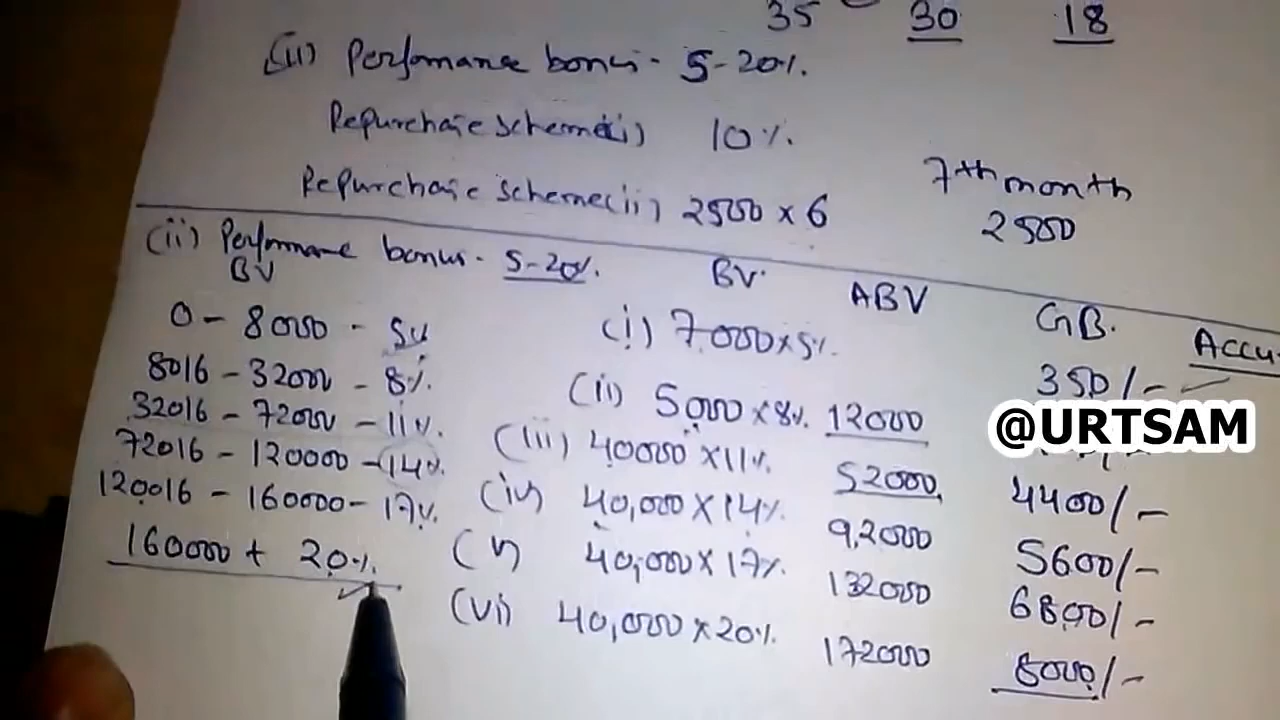 35 30 18
(ii) Performance bonus - 5-20%.
Repurchase scheme(i) 10%.
Repurchase scheme(ii) 2500 x 6
7th month
2500
(ii) Performance bonus - 5-20%.
BV BV. ABV GB. Accu
0 - 8000 - 5% (i) 7000 x 5%. 350/-
8016 - 32000 - 8%. (ii) 5000 x 8%. 12000
@URTSAM
32016 - 72000 - 11%. (iii) 40000 x 11%. 52000 4400/-
72016 - 120000 - 14%. (iv) 40,000 x 14%. 92000 5600/-
120016 - 160000 - 17%. (v) 40,000 x 17%. 132000 6800/-
160000 + 20%. (vi) 40,000 x 20%. 172000 8000/-